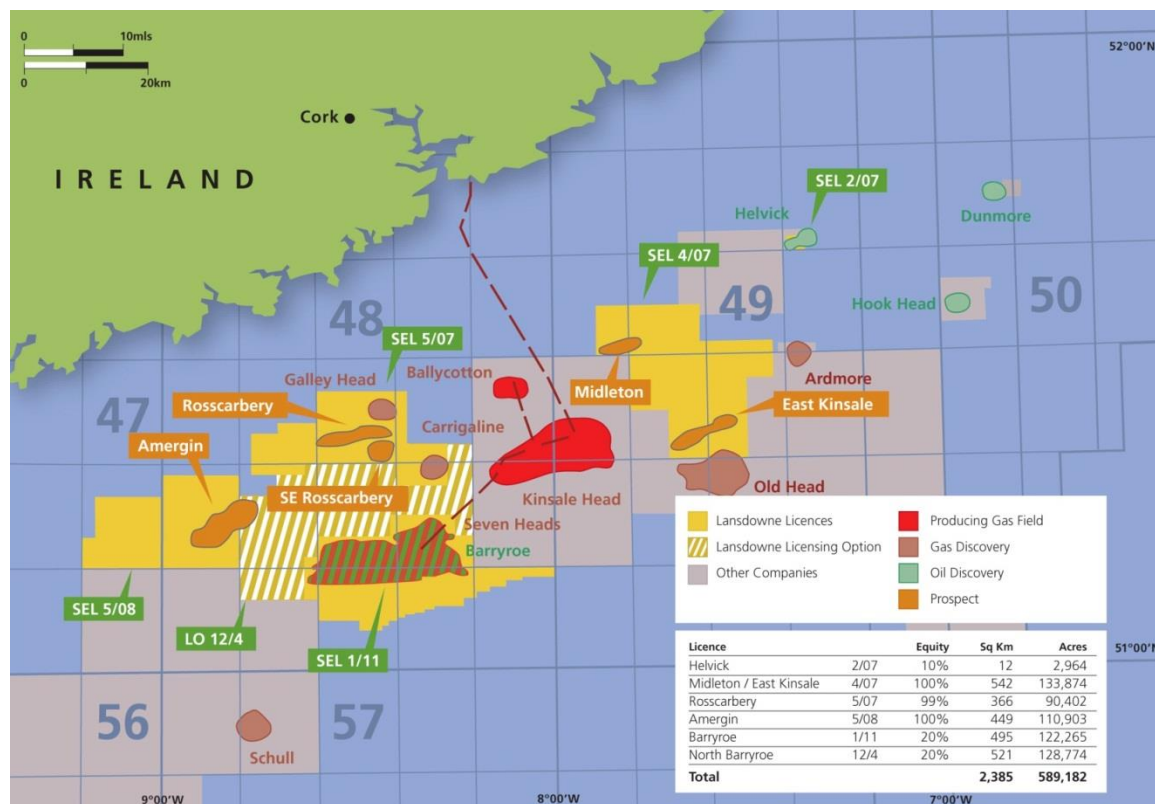 0 10mls
0 20km
52°00'N
Cork
IRELAND
SEL 2/07
Helvick
Dunmore
SEL 4/07
49
50
Hook Head
48
SEL 5/07
Galley Head
Ballycotton
Midleton
Ardmore
47
Rosscarbery
East Kinsale
Carrigaline
Amergin
SE Rosscarbery
Kinsale Head
Old Head
Seven Heads
Barryroe
SEL 5/08
LO 12/4
SEL 1/11
51°00'N
56
57
Schull
9°00'W
8°00'W
7°00'W
Lansdowne Licences
Lansdowne Licensing Option
Other Companies
Producing Gas Field
Gas Discovery
Oil Discovery
Prospect
Licence Equity Sq Km Acres
Helvick 2/07 10% 12 2,964
Midleton / East Kinsale 4/07 100% 542 133,874
Rosscarbery 5/07 99% 366 90,402
Amergin 5/08 100% 449 110,903
Barryroe 1/11 20% 495 122,265
North Barryroe 12/4 20% 521 128,774
Total 2,385 589,182